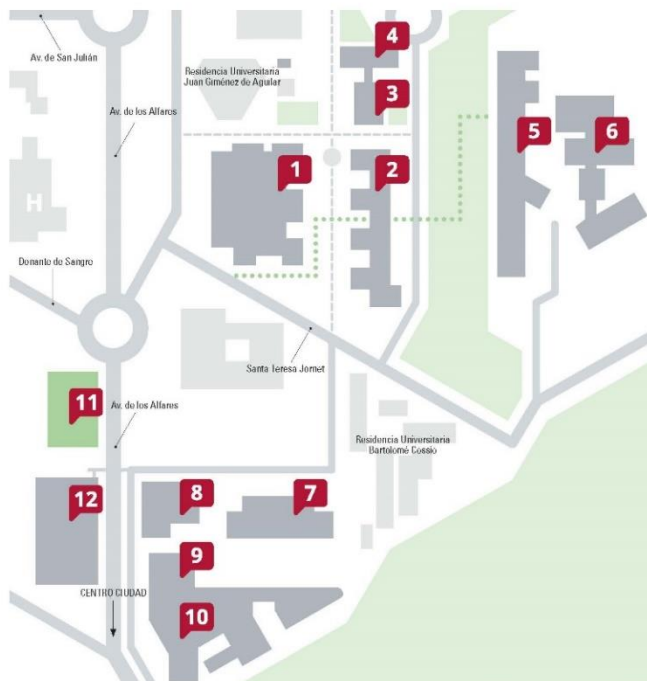 4
Av. de San Julián
Residencia Universitaria
Juan Giménez de Aguilar
3
Av. de los Alfares
5
6
1
2
H
Donante de Sangro
Santa Teresa Jornet
11
Av. de los Alfares
Residencia Universitaria
Bartolomé Cossio
12
8
7
9
CENTRO CIUDAD
10